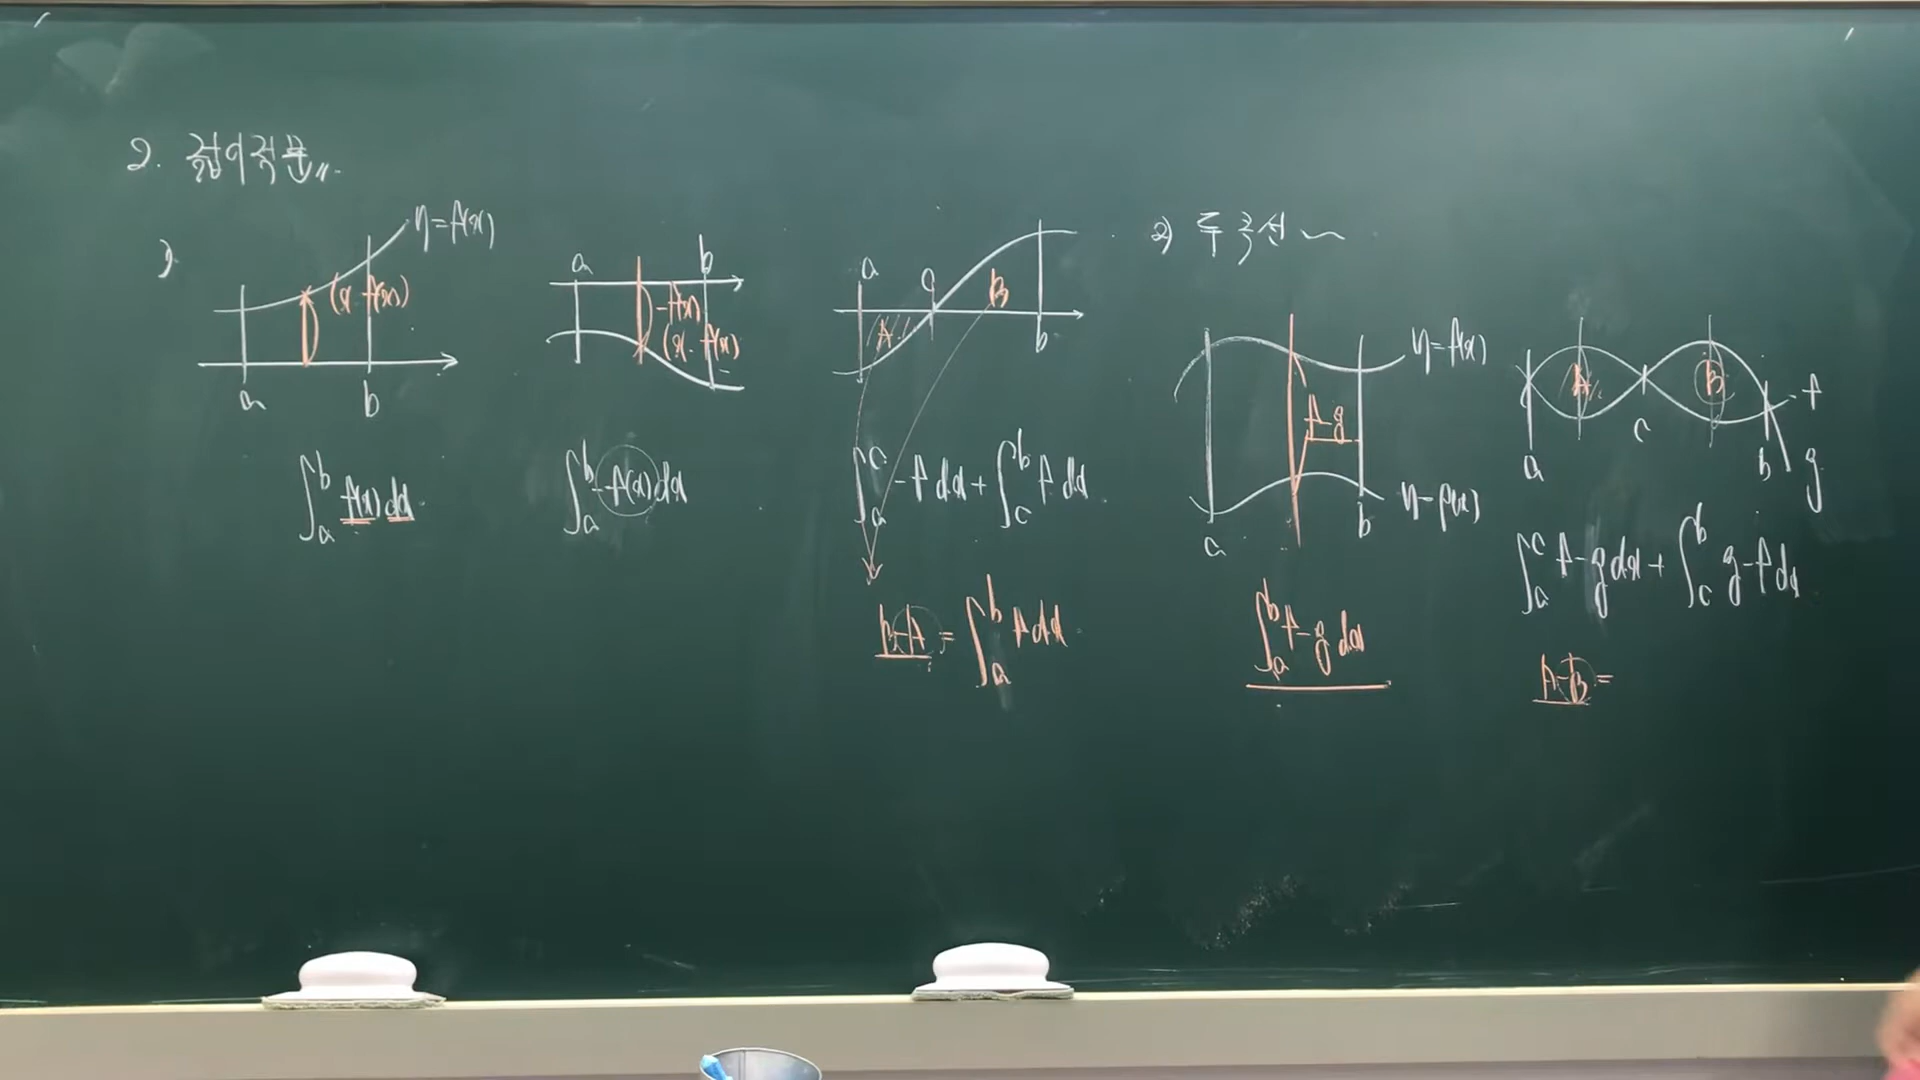 2. 넓이적분
1)
y=f(x)
(x. f(x))
a
b
∫_a^b f(x)dx
a
b
-f(x)
(x. f(x))
∫_a^b -f(x)dx
a
c
B
A
b
∫_a^c -f dx + ∫_c^b f dx
B-A = ∫_a^b f dx
2) 두곡선~
y=f(x)
f-g
a
b
∫_a^b f-g dx
A
B
f
a
c
b
g
∫_a^c f-g dx + ∫_c^b g-f dx
A-B =